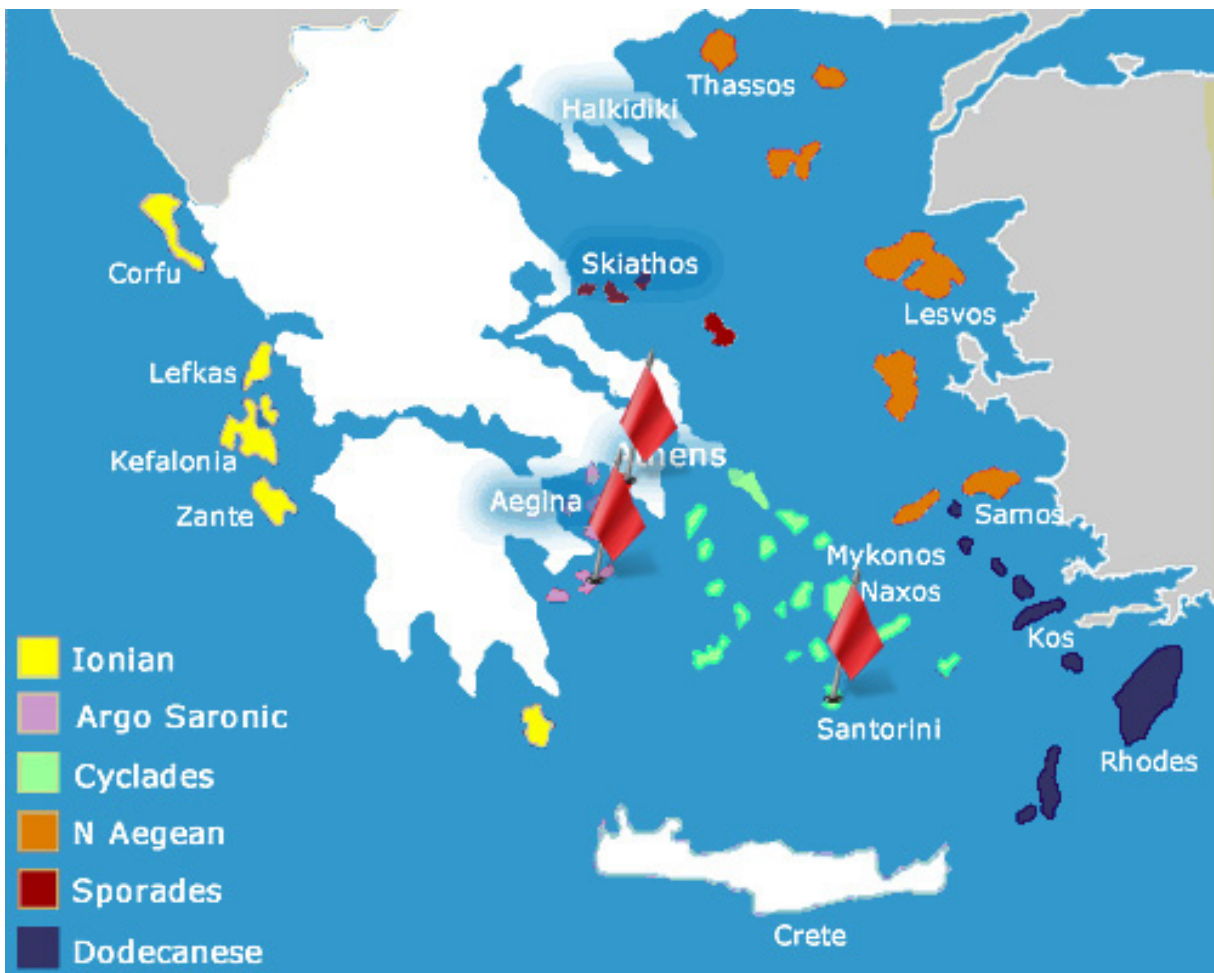 Thassos
Halkidiki
Skiathos
Corfu
Lesvos
Lefkas
Athens
Kefalonia
Aegina
Zante
Samos
Mykonos
Naxos
Kos
Santorini
Rhodes
Crete
Ionian
Argo Saronic
Cyclades
N Aegean
Sporades
Dodecanese